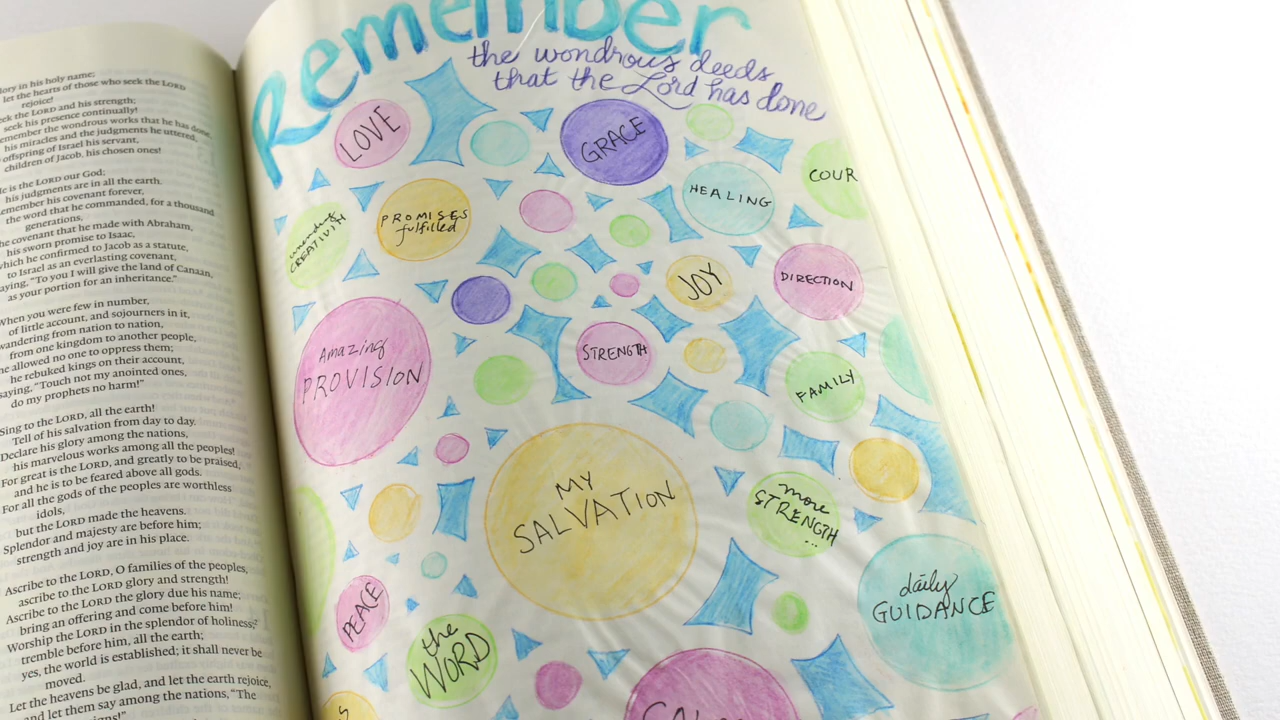 lory in his holy name;
let the hearts of those who seek the LORD
rejoice!
eek the LORD and his strength;
seek his presence continually!
emember the wondrous works that he has done,
his miracles and the judgments he uttered,
offspring of Israel his servant,
children of Jacob, his chosen ones!
e is the LORD our God;
his judgments are in all the earth.
emember his covenant forever,
the word that he commanded, for a thousand
generations,
he covenant that he made with Abraham,
his sworn promise to Isaac,
which he confirmed to Jacob as a statute,
to Israel as an everlasting covenant,
aying, "To you I will give the land of Canaan,
as your portion for an inheritance."
When you were few in number,
of little account, and sojourners in it,
wandering from nation to nation,
from one kingdom to another people,
he allowed no one to oppress them;
he rebuked kings on their account,
saying, "Touch not my anointed ones,
do my prophets no harm!"
Sing to the LORD, all the earth!
Tell of his salvation from day to day.
Declare his glory among the nations,
his marvelous works among all the peoples!
For great is the LORD, and greatly to be praised,
and he is to be feared above all gods.
For all the gods of the peoples are worthless
idols,
but the LORD made the heavens.
Splendor and majesty are before him;
strength and joy are in his place.
Ascribe to the LORD, O families of the peoples,
ascribe to the LORD glory and strength!
Ascribe to the LORD the glory due his name;
bring an offering and come before him!
Worship the LORD in the splendor of holiness;
tremble before him, all the earth;
yes, the world is established; it shall never be
moved.
Let the heavens be glad, and let the earth rejoice,
and let them say among the nations, "The
Remember
the wondrous deeds
that the Lord has done
LOVE
GRACE
COUR
HEALING
PROMISES
fulfilled
unending
CREATIVITY
JOY
DIRECTION
Amazing
PROVISION
STRENGTH
FAMILY
MY
SALVATION
more
STRENGTH
...
daily
GUIDANCE
PEACE
the
WORD